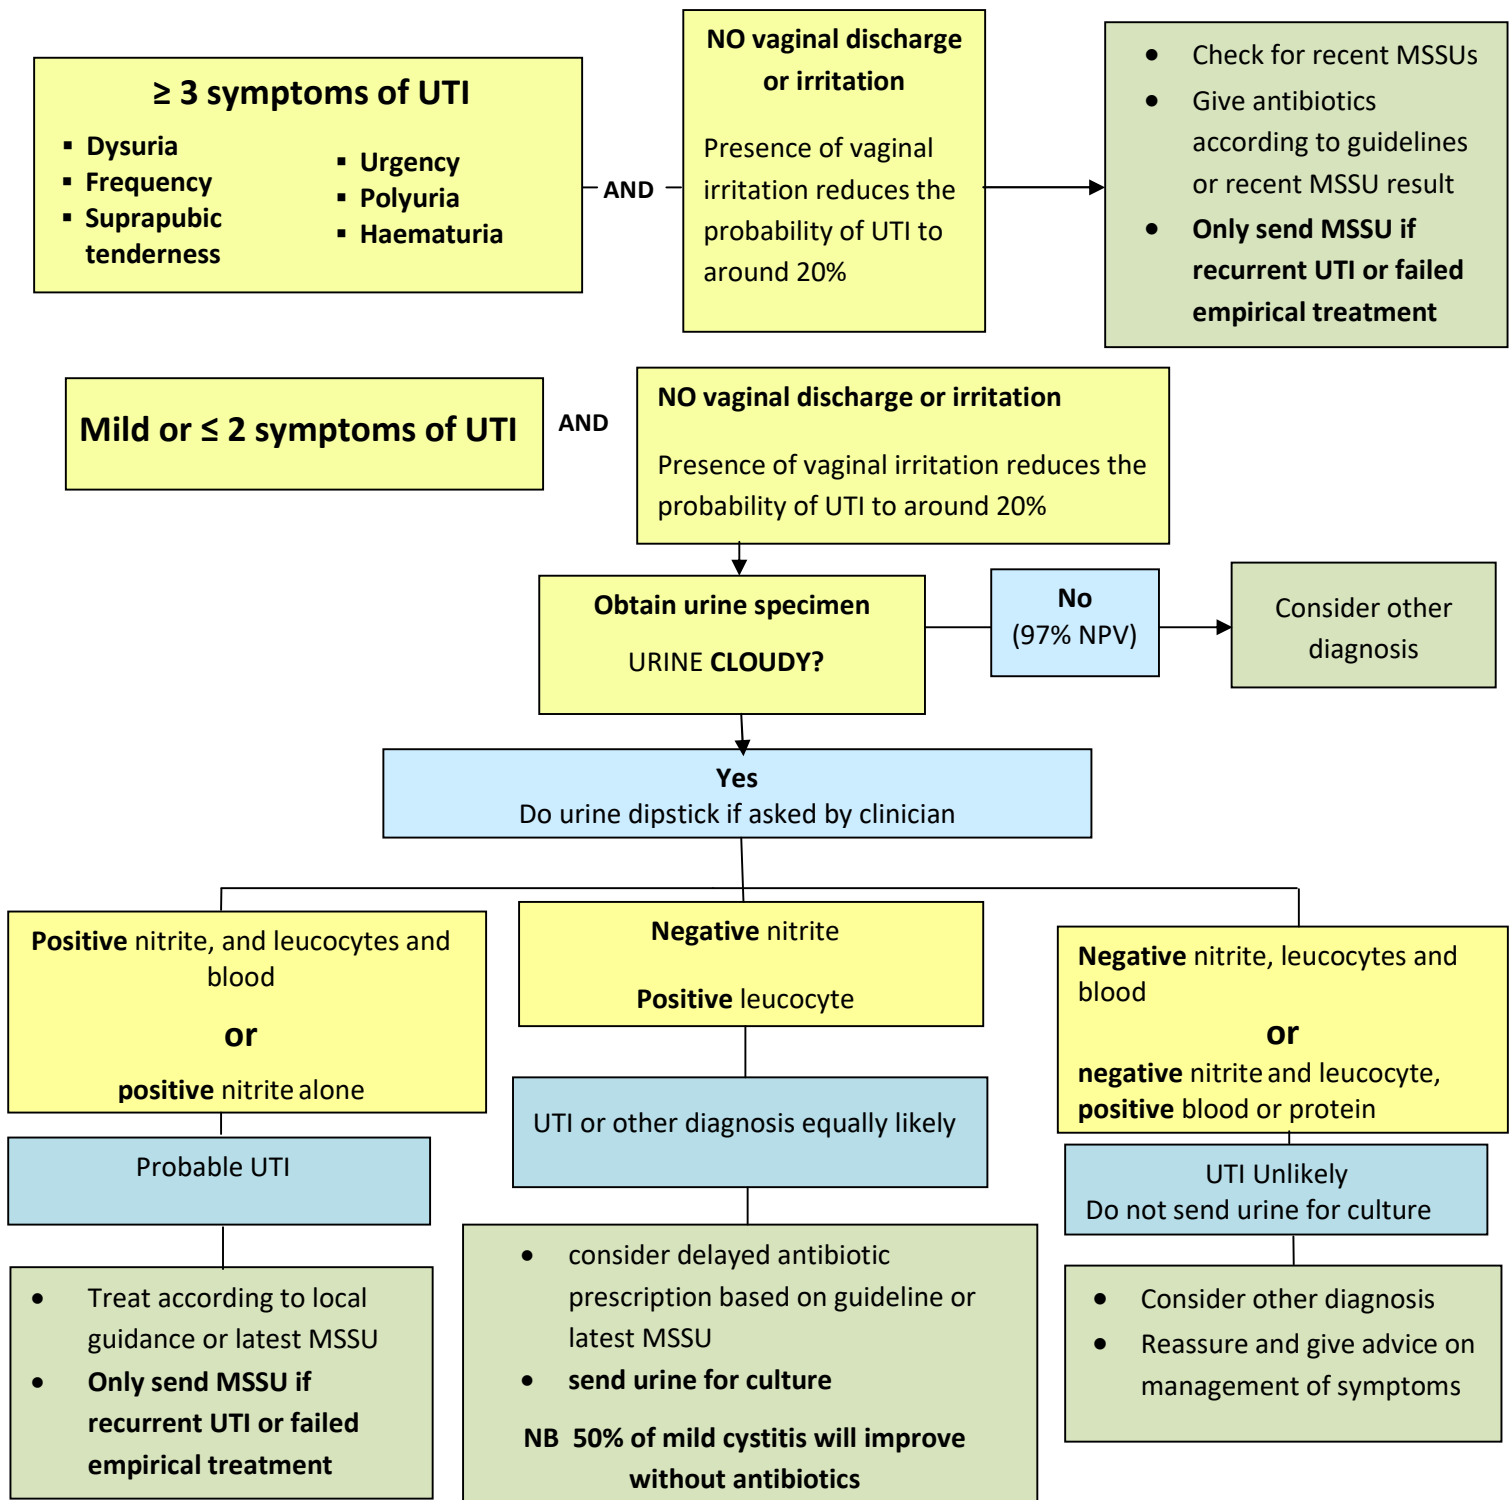 ≥ 3 symptoms of UTI
▪ Dysuria
▪ Frequency
▪ Suprapubic
tenderness
▪ Urgency
▪ Polyuria
▪ Haematuria
AND
NO vaginal discharge
or irritation
Presence of vaginal
irritation reduces the
probability of UTI to
around 20%
• Check for recent MSSUs
• Give antibiotics
according to guidelines
or recent MSSU result
• Only send MSSU if
recurrent UTI or failed
empirical treatment
Mild or ≤ 2 symptoms of UTI
AND
NO vaginal discharge or irritation
Presence of vaginal irritation reduces the
probability of UTI to around 20%
Obtain urine specimen
URINE CLOUDY?
No
(97% NPV)
Consider other
diagnosis
Yes
Do urine dipstick if asked by clinician
Positive nitrite, and leucocytes and
blood
or
positive nitrite alone
Probable UTI
• Treat according to local
guidance or latest MSSU
• Only send MSSU if
recurrent UTI or failed
empirical treatment
Negative nitrite
Positive leucocyte
UTI or other diagnosis equally likely
• consider delayed antibiotic
prescription based on guideline or
latest MSSU
• send urine for culture
NB 50% of mild cystitis will improve
without antibiotics
Negative nitrite, leucocytes and
blood
or
negative nitrite and leucocyte,
positive blood or protein
UTI Unlikely
Do not send urine for culture
• Consider other diagnosis
• Reassure and give advice on
management of symptoms